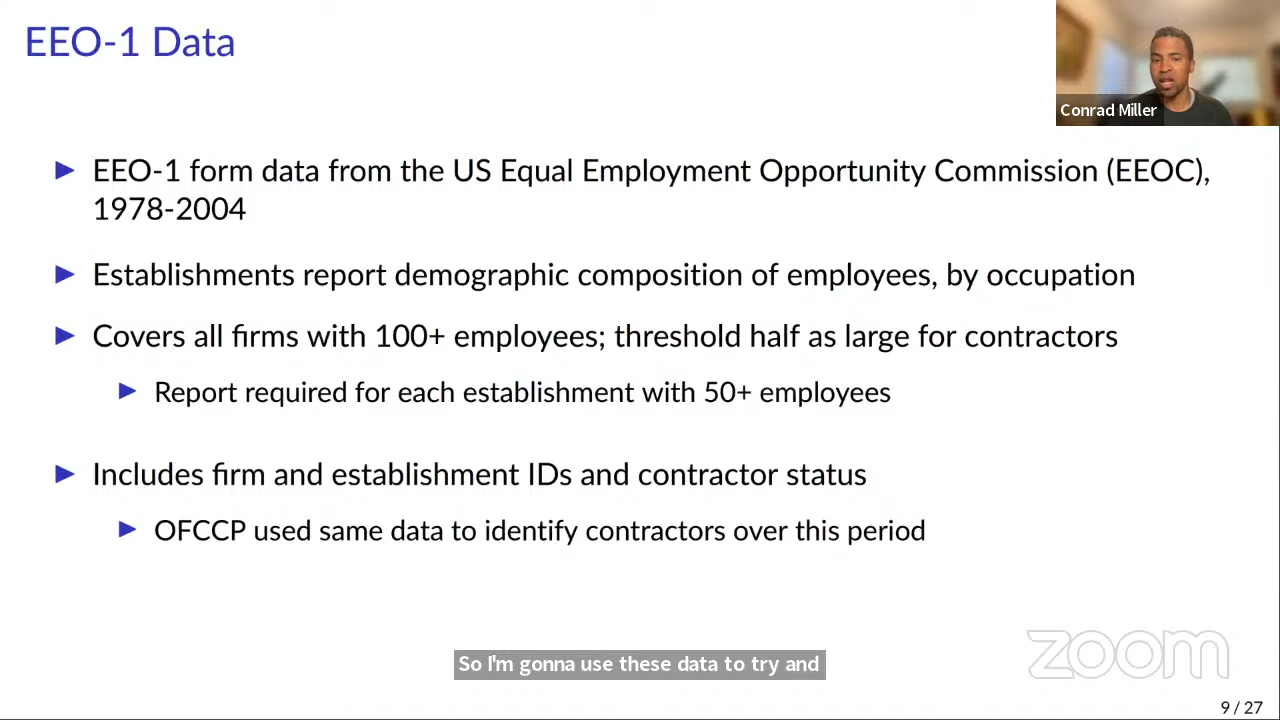 EEO-1 Data
Conrad Miller
▶ EEO-1 form data from the US Equal Employment Opportunity Commission (EEOC),
1978-2004
▶ Establishments report demographic composition of employees, by occupation
▶ Covers all firms with 100+ employees; threshold half as large for contractors
▶ Report required for each establishment with 50+ employees
▶ Includes firm and establishment IDs and contractor status
▶ OFCCP used same data to identify contractors over this period
So I'm gonna use these data to try and
zoom
9 / 27